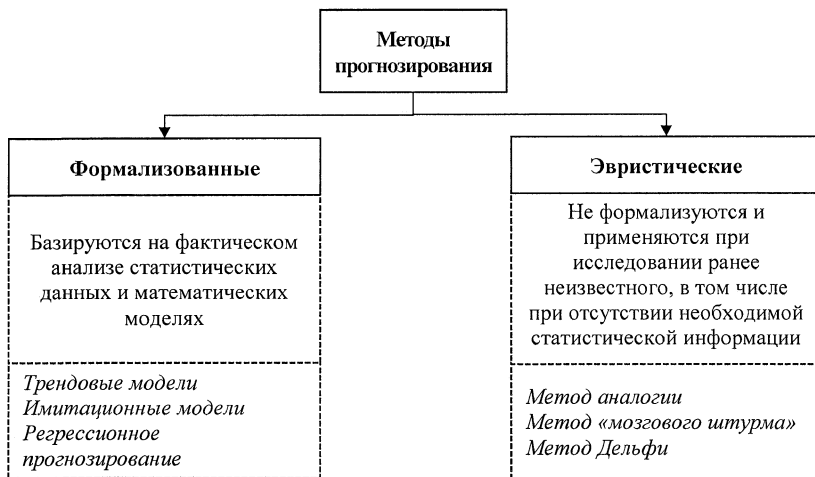 Методы
прогнозирования
Формализованные
Базируются на фактическом
анализе статистических
данных и математических
моделях
Трендовые модели
Имитационные модели
Регрессионное
прогнозирование
Эвристические
Не формализуются и
применяются при
исследовании ранее
неизвестного, в том числе
при отсутствии необходимой
статистической информации
Метод аналогии
Метод «мозгового штурма»
Метод Дельфи